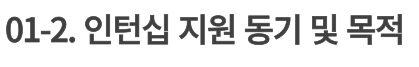 01-2. 인턴십 지원 동기 및 목적